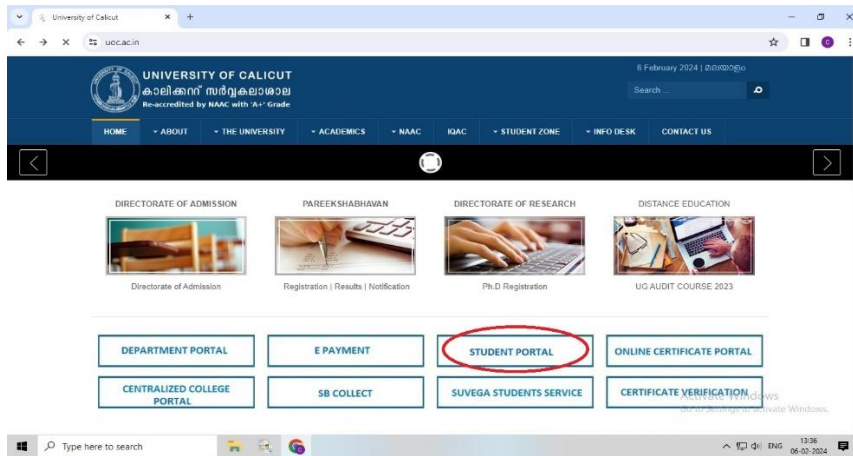 University of Calicut
uoc.ac.in
6 February 2024 | മലയാളം
UNIVERSITY OF CALICUT
കാലിക്കറ്റ് സർവ്വകലാശാല
Re-accredited by NAAC with 'A+' Grade
Search ...
HOME ABOUT THE UNIVERSITY ACADEMICS NAAC IQAC STUDENT ZONE INFO DESK CONTACT US
DIRECTORATE OF ADMISSION PAREEKSHABHAVAN DIRECTORATE OF RESEARCH DISTANCE EDUCATION
Directorate of Admission Registration | Results | Notification Ph.D Registration UG AUDIT COURSE 2023
DEPARTMENT PORTAL E PAYMENT STUDENT PORTAL ONLINE CERTIFICATE PORTAL
CENTRALIZED COLLEGE PORTAL SB COLLECT SUVEGA STUDENTS SERVICE CERTIFICATE VERIFICATION
Activate Windows
Go to Settings to activate Windows.
Type here to search
ENG
13:36
06-02-2024